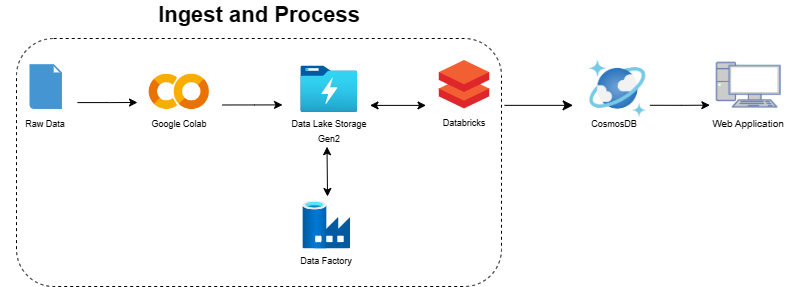 Ingest and Process
Raw Data
Google Colab
Data Lake Storage
Gen2
Databricks
CosmosDB
Web Application
Data Factory